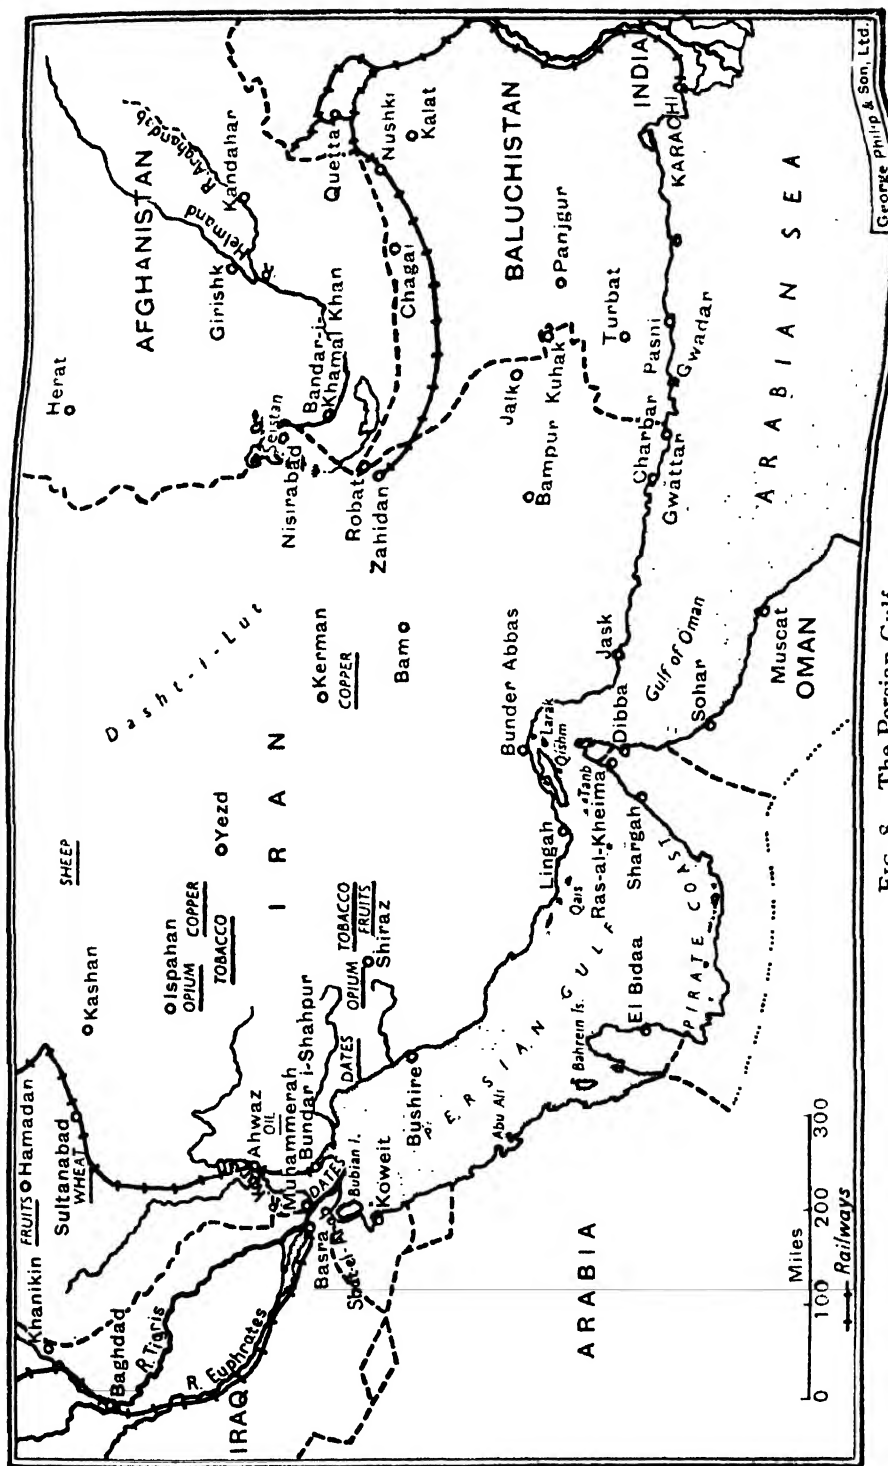 Herat
AFGHANISTAN
R. Arghandab
Kandahar
Helmand
R.
Girishk
Bandar-i-
Khamal Khan
Seistan
Nisirabad
Robat
Zahidan
Quetta
Nushki
Kalat
Chagai
BALUCHISTAN
Panjgur
Jalk
Kuhak
Bampur
Turbat
INDIA
KARACHI
Pasni
Gwadar
Charbar
Gwattar
ARABIAN SEA
Dasht-i-Lut
Kerman
COPPER
Bam
IRAN
SHEEP
Yezd
Kashan
Ispahan
OPIUM
COPPER
TOBACCO
OPIUM
TOBACCO
FRUITS
Shiraz
Khanikin
FRUITS
Hamadan
Sultanabad
WHEAT
Ahwaz
OIL
Muhammerah
Bundar i-Shahpur
DATES
DATES
Baghdad
R. Tigris
R. Euphrates
IRAQ
Basra
Shat-el-
Bubian I.
Koweit
Bushire
PERSIAN GULF
Abu Ali
Bahrein Is.
El Bidaa
PIRATE COAST
Qais
Lingah
Bunder Abbas
Larak
Qishm
Tanb
Ras-al-Kheima
Shargah
Dibba
Jask
Gulf of Oman
Sohar
Muscat
OMAN
ARABIA
Miles
0 100 200 300
Railways
George Philip & Son, Ltd.
FIG. 8. The Persian Gulf